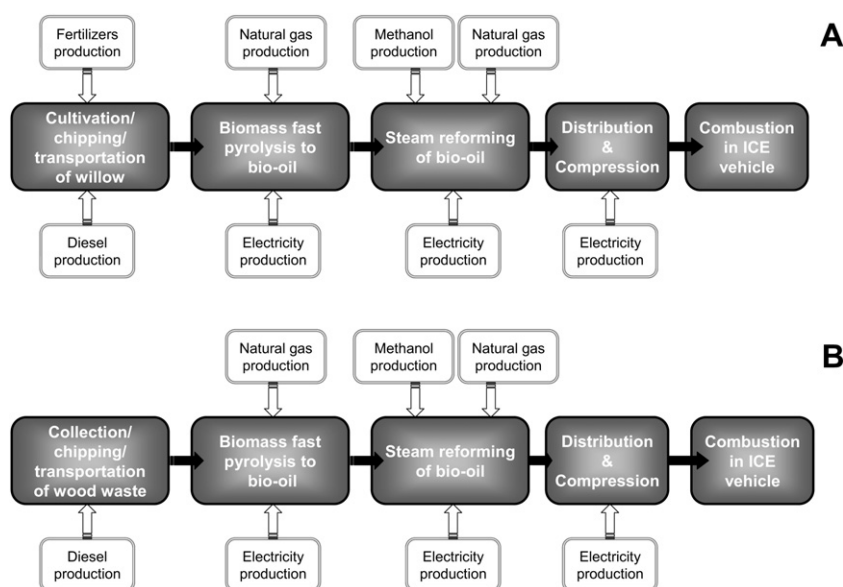 Fertilizers
production
Natural gas
production
Methanol
production
Natural gas
production
A
Cultivation/
chipping/
transportation
of willow
Biomass fast
pyrolysis to
bio-oil
Steam reforming
of bio-oil
Distribution
&
Compression
Combustion
in ICE
vehicle
Diesel
production
Electricity
production
Electricity
production
Electricity
production
Natural gas
production
Methanol
production
Natural gas
production
B
Collection/
chipping/
transportation
of wood waste
Biomass fast
pyrolysis to
bio-oil
Steam reforming
of bio-oil
Distribution
&
Compression
Combustion
in ICE
vehicle
Diesel
production
Electricity
production
Electricity
production
Electricity
production